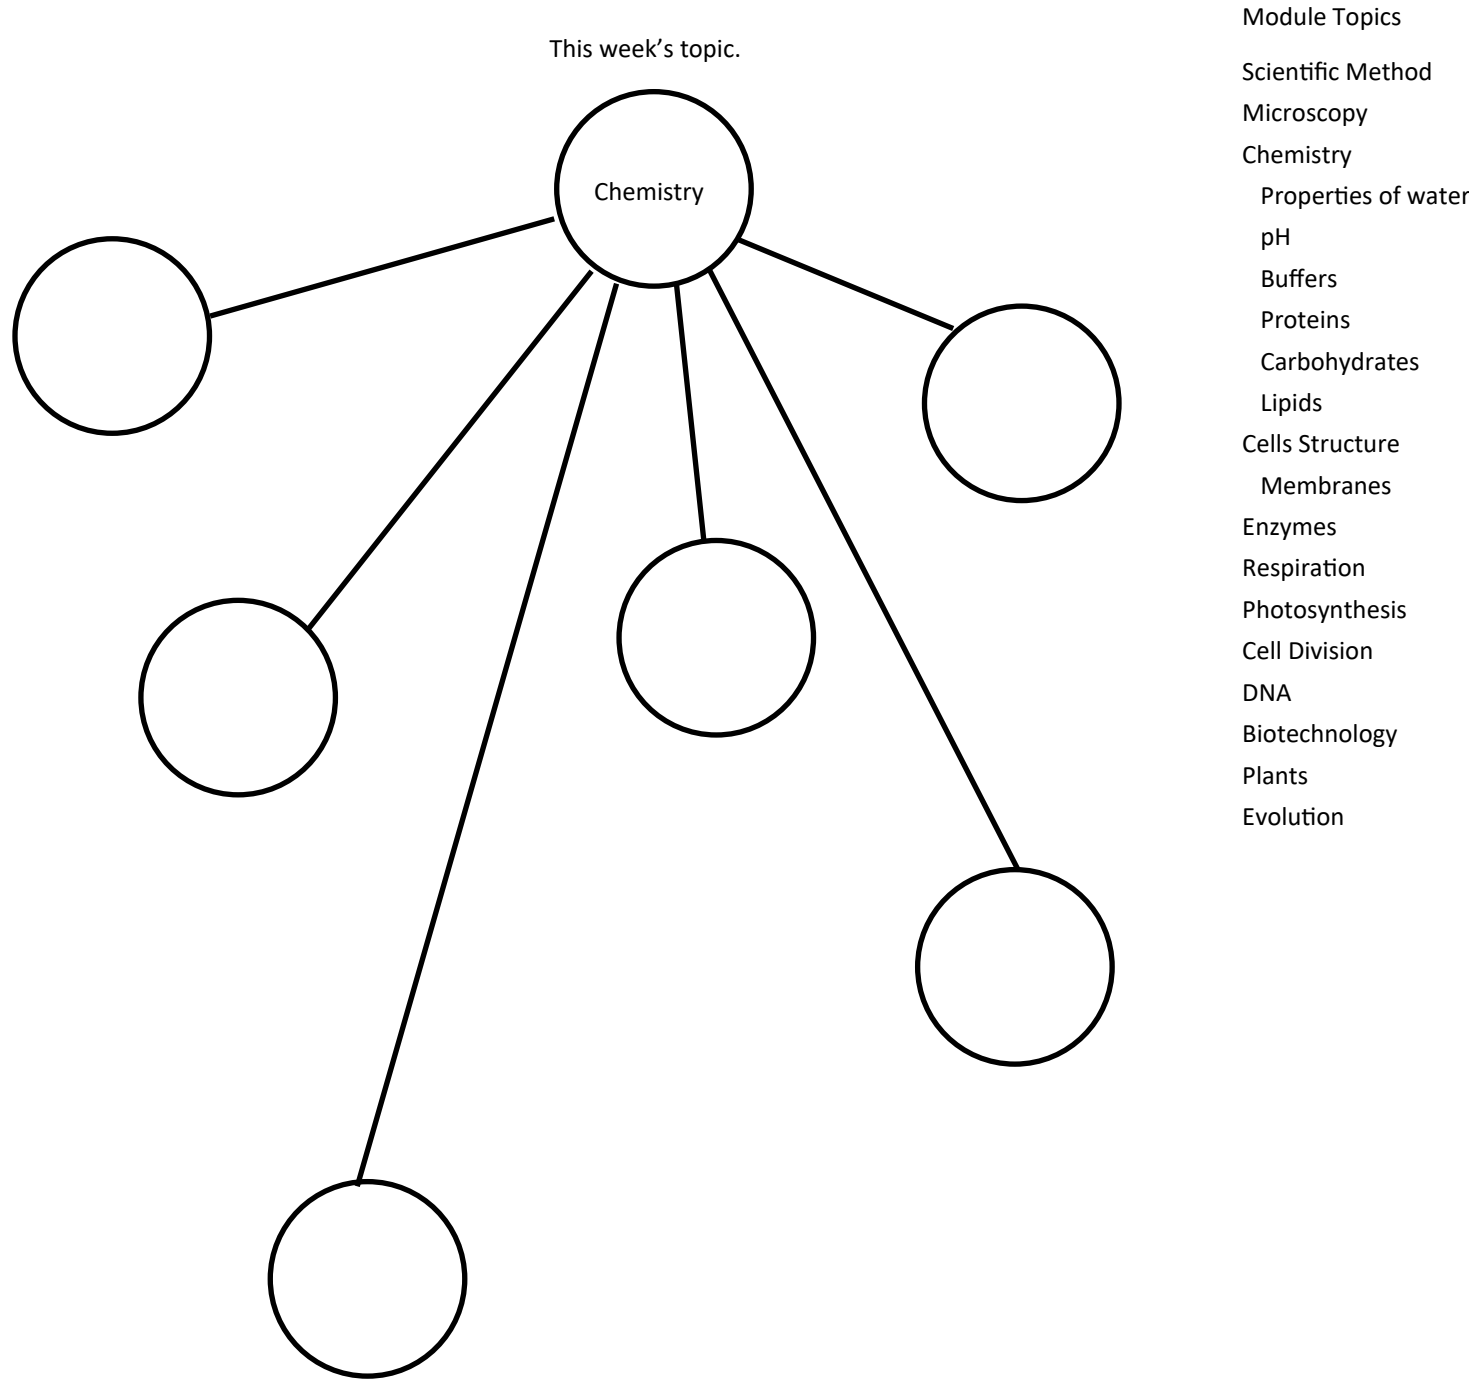 This week’s topic.
Chemistry
Module Topics
Scientific Method
Microscopy
Chemistry
Properties of water
pH
Buffers
Proteins
Carbohydrates
Lipids
Cells Structure
Membranes
Enzymes
Respiration
Photosynthesis
Cell Division
DNA
Biotechnology
Plants
Evolution